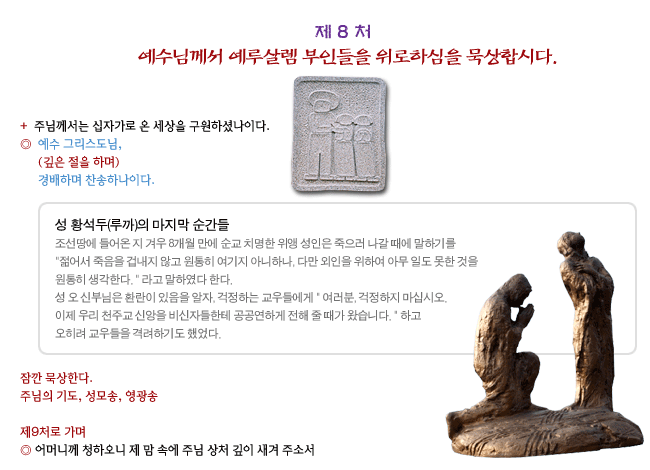 제 8 처
예수님께서 예루살렘 부인들을 위로하심을 묵상합시다.
+ 주님께서는 십자가로 온 세상을 구원하셨나이다.
◎ 예수 그리스도님,
(깊은 절을 하며)
경배하며 찬송하나이다.
성 황석두(루까)의 마지막 순간들
조선땅에 들어온 지 겨우 8개월 만에 순교 치명한 위앵 성인은 죽으러 나갈 때에 말하기를
"젊어서 죽음을 겁내지 않고 원통히 여기지 아니하나, 다만 외인을 위하여 아무 일도 못한 것을
원통히 생각한다. " 라고 말하였다 한다.
성 오 신부님은 환란이 있음을 알자, 걱정하는 교우들에게 " 여러분, 걱정하지 마십시오.
이제 우리 천주교 신앙을 비신자들한테 공공연하게 전해 줄 때가 왔습니다. " 하고
오히려 교우들을 격려하기도 했었다.
잠깐 묵상한다.
주님의 기도, 성모송, 영광송
제9처로 가며
◎ 어머니께 청하오니 제 맘 속에 주님 상처 깊이 새겨 주소서